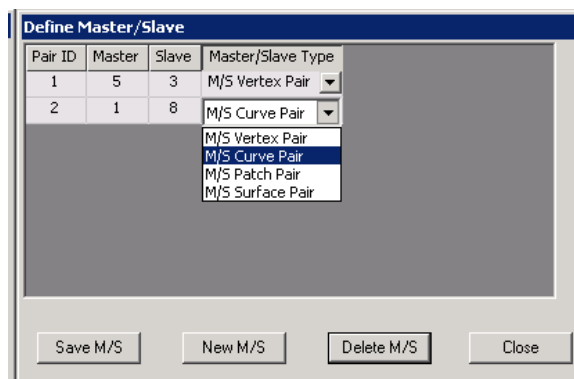 Define Master/Slave
Pair ID Master Slave Master/Slave Type
1 5 3 M/S Vertex Pair
2 1 8 M/S Curve Pair
M/S Vertex Pair
M/S Curve Pair
M/S Patch Pair
M/S Surface Pair
Save M/S New M/S Delete M/S Close